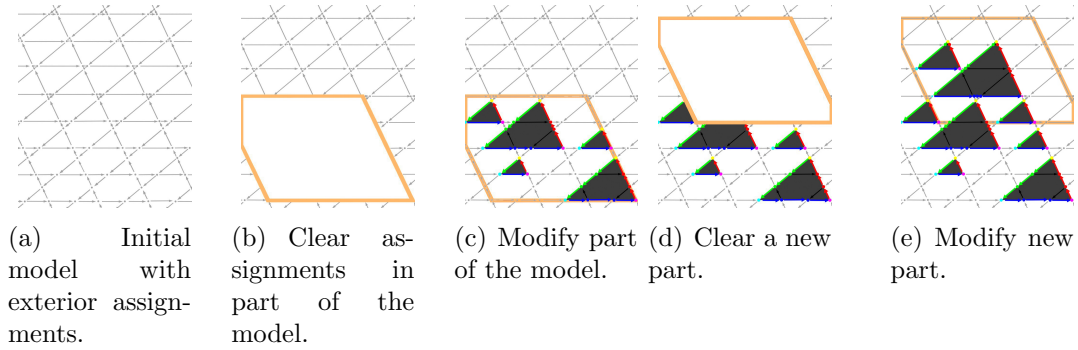 (a) Initial
model with
exterior assign-
ments.
(b) Clear as-
signments in
part of the
model.
(c) Modify part
of the model.
(d) Clear a new
part.
(e) Modify new
part.